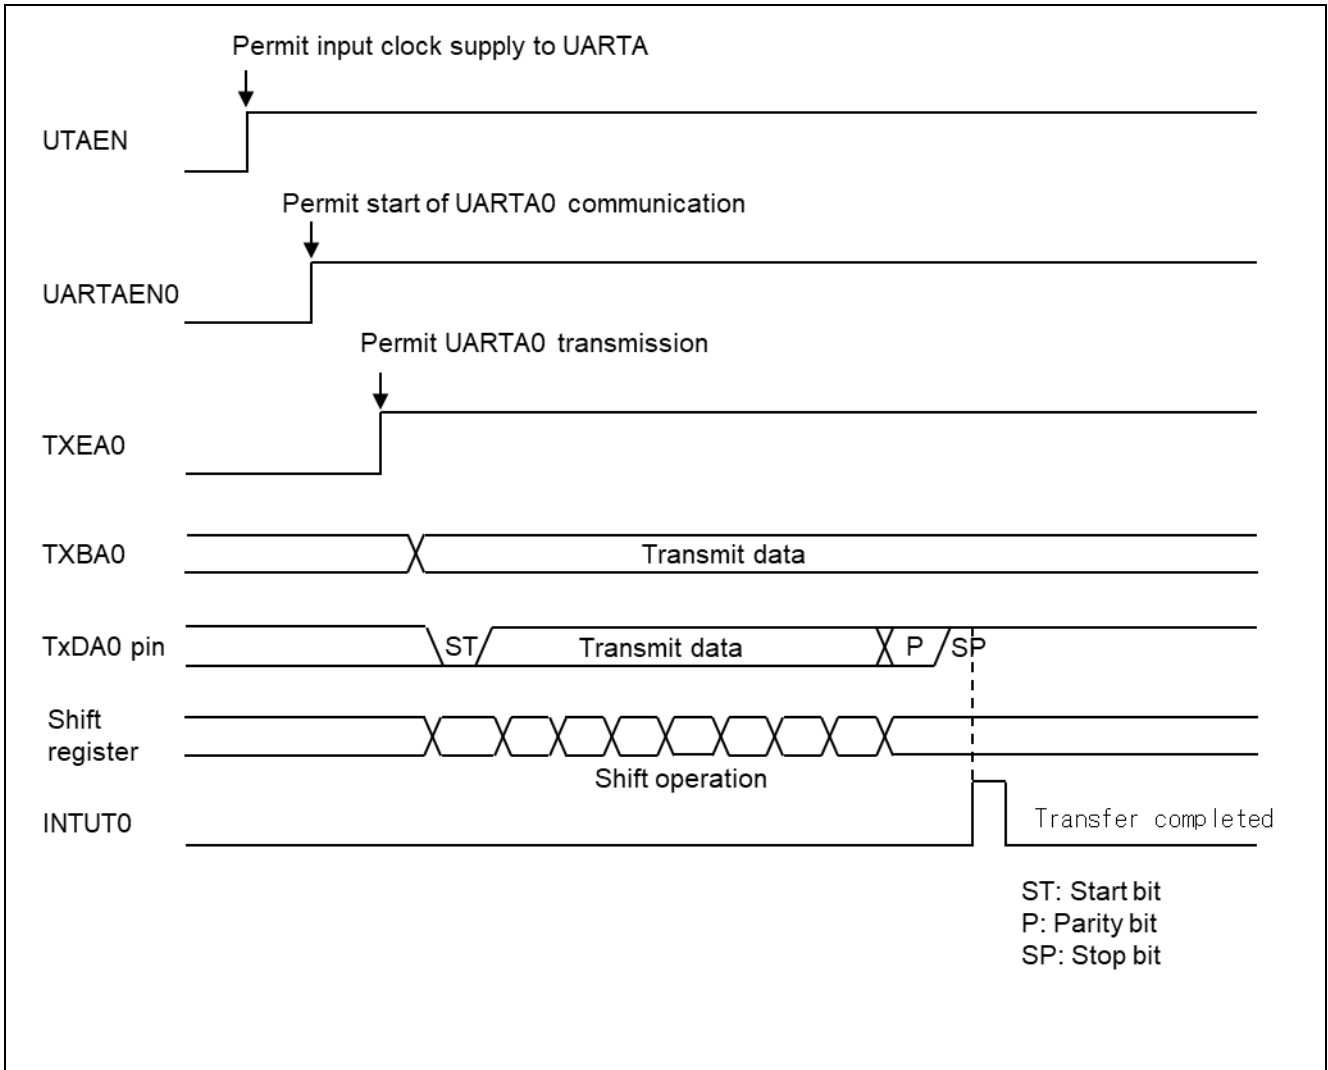 Permit input clock supply to UARTA
UTAEN
Permit start of UARTA0 communication
UARTAEN0
Permit UARTA0 transmission
TXEA0
TXBA0 Transmit data
TxDA0 pin ST Transmit data P SP
Shift
register
Shift operation
INTUT0 Transfer completed
ST: Start bit
P: Parity bit
SP: Stop bit